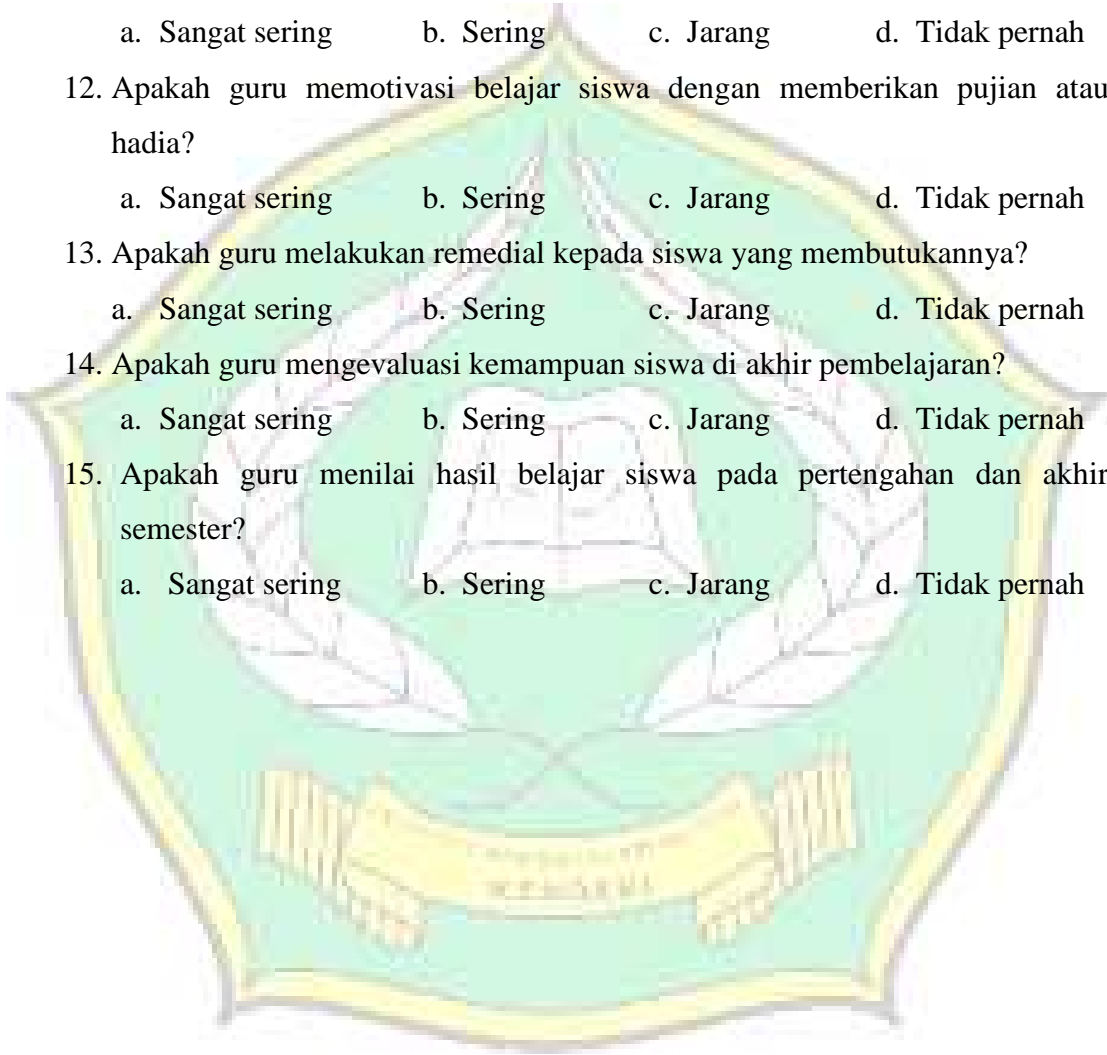 a. Sangat sering b. Sering c. Jarang d. Tidak pernah
12. Apakah guru memotivasi belajar siswa dengan memberikan pujian atau
hadia?
a. Sangat sering b. Sering c. Jarang d. Tidak pernah
13. Apakah guru melakukan remedial kepada siswa yang membutukannya?
a. Sangat sering b. Sering c. Jarang d. Tidak pernah
14. Apakah guru mengevaluasi kemampuan siswa di akhir pembelajaran?
a. Sangat sering b. Sering c. Jarang d. Tidak pernah
15. Apakah guru menilai hasil belajar siswa pada pertengahan dan akhir
semester?
a. Sangat sering b. Sering c. Jarang d. Tidak pernah
KENDARI